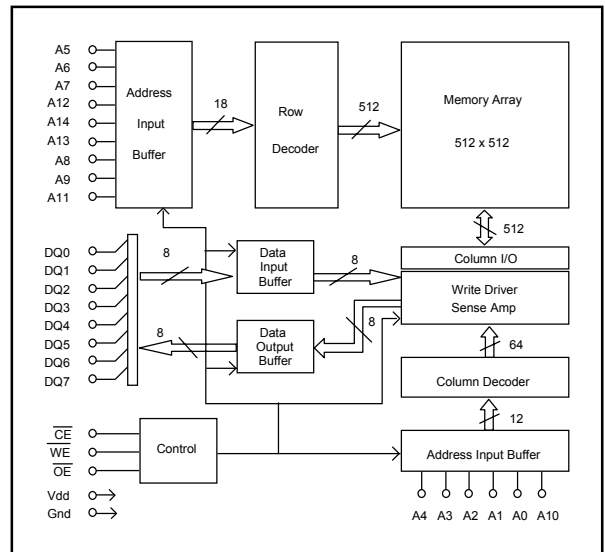 A5
A6
A7
A12
A14
A13
A8
A9
A11
Address
Input
Buffer
18
Row
Decoder
512
Memory Array
512 x 512
512
DQ0
DQ1
DQ2
DQ3
DQ4
DQ5
DQ6
DQ7
8
Data
Input
Buffer
8
Column I/O
Write Driver
Sense Amp
8
Data
Output
Buffer
8
64
Column Decoder
12
CE
WE
OE
Control
Address Input Buffer
Vdd
Gnd
A4 A3 A2 A1 A0 A10